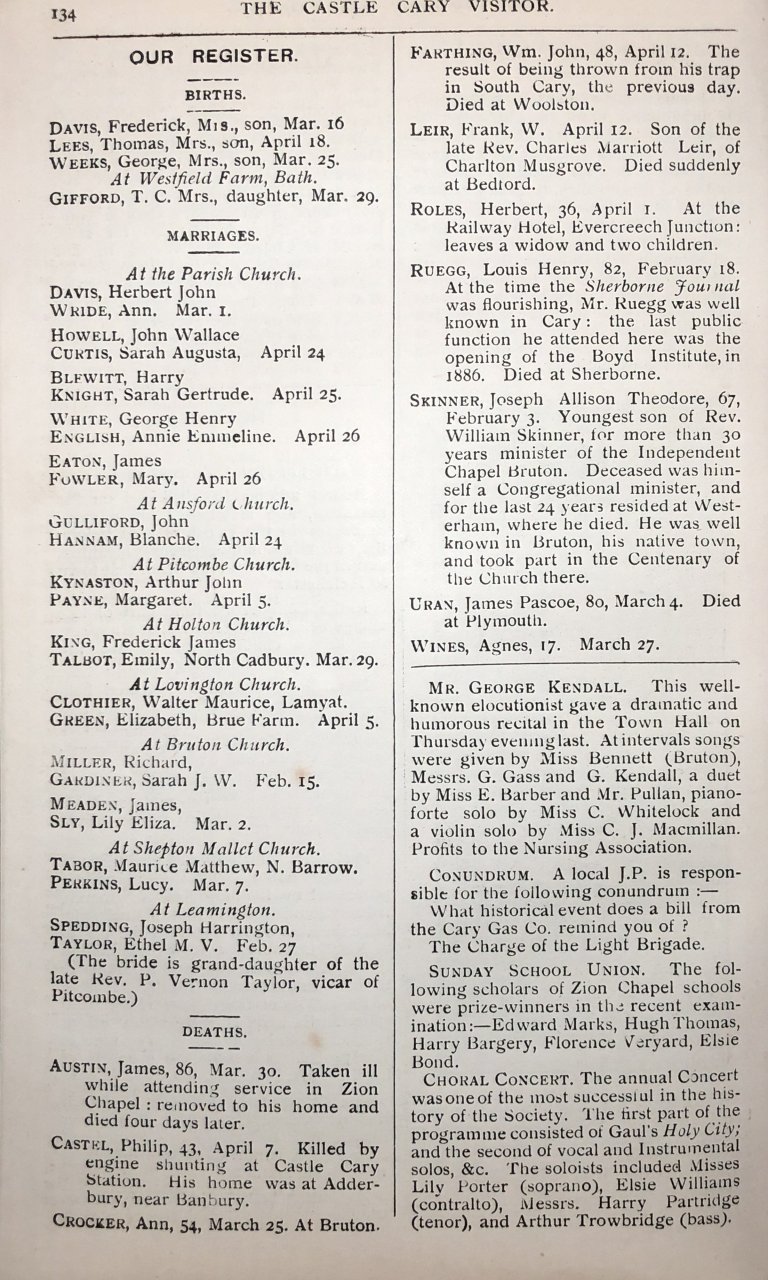 134
THE CASTLE CARY VISITOR.
OUR REGISTER.
BIRTHS.
DAVIS, Frederick, Mrs., son, Mar. 16
LEES, Thomas, Mrs., son, April 18.
WEEKS, George, Mrs., son, Mar. 25.
At Westfield Farm, Bath.
GIFFORD, T. C. Mrs., daughter, Mar. 29.
MARRIAGES.
At the Parish Church.
DAVIS, Herbert John
WRIDE, Ann. Mar. 1.
HOWELL, John Wallace
CURTIS, Sarah Augusta, April 24
BLEWITT, Harry
KNIGHT, Sarah Gertrude. April 25.
WHITE, George Henry
ENGLISH, Annie Emmeline. April 26
EATON, James
FOWLER, Mary. April 26
At Ansford Church.
GULLIFORD, John
HANNAM, Blanche. April 24
At Pitcombe Church.
KYNASTON, Arthur John
PAYNE, Margaret. April 5.
At Holton Church.
KING, Frederick James
TALBOT, Emily, North Cadbury. Mar. 29.
At Lovington Church.
CLOTHIER, Walter Maurice, Lamyat.
GREEN, Elizabeth, Brue Farm. April 5.
At Bruton Church.
MILLER, Richard,
GARDINER, Sarah J. W. Feb. 15.
MEADEN, James,
SLY, Lily Eliza. Mar. 2.
At Shepton Mallet Church.
TABOR, Maurice Matthew, N. Barrow.
PERKINS, Lucy. Mar. 7.
At Leamington.
SPEDDING, Joseph Harrington,
TAYLOR, Ethel M. V. Feb. 27
(The bride is grand-daughter of the
late Rev. P. Vernon Taylor, vicar of
Pitcombe.)
DEATHS.
AUSTIN, James, 86, Mar. 30. Taken ill
while attending service in Zion
Chapel : removed to his home and
died four days later.
CASTEL, Philip, 43, April 7. Killed by
engine shunting at Castle Cary
Station. His home was at Adder-
bury, near Banbury.
CROCKER, Ann, 54, March 25. At Bruton.
FARTHING, Wm. John, 48, April 12. The
result of being thrown from his trap
in South Cary, the previous day.
Died at Woolston.
LEIR, Frank, W. April 12. Son of the
late Rev. Charles Marriott Leir, of
Charlton Musgrove. Died suddenly
at Bedford.
ROLES, Herbert, 36, April 1. At the
Railway Hotel, Evercreech Junction:
leaves a widow and two children.
RUEGG, Louis Henry, 82, February 18.
At the time the Sherborne Journal
was flourishing, Mr. Ruegg was well
known in Cary : the last public
function he attended here was the
opening of the Boyd Institute, in
1886. Died at Sherborne.
SKINNER, Joseph Allison Theodore, 67,
February 3. Youngest son of Rev.
William Skinner, for more than 30
years minister of the Independent
Chapel Bruton. Deceased was him-
self a Congregational minister, and
for the last 24 years resided at West-
erham, where he died. He was well
known in Bruton, his native town,
and took part in the Centenary of
the Church there.
URAN, James Pascoe, 80, March 4. Died
at Plymouth.
WINES, Agnes, 17. March 27.
MR. GEORGE KENDALL. This well-
known elocutionist gave a dramatic and
humorous recital in the Town Hall on
Thursday evening last. At intervals songs
were given by Miss Bennett (Bruton),
Messrs. G. Gass and G. Kendall, a duet
by Miss E. Barber and Mr. Pullan, piano-
forte solo by Miss C. Whitelock and
a violin solo by Miss C. J. Macmillan.
Profits to the Nursing Association.
CONUNDRUM. A local J.P. is respon-
sible for the following conundrum :—
What historical event does a bill from
the Cary Gas Co. remind you of ?
The Charge of the Light Brigade.
SUNDAY SCHOOL UNION. The fol-
lowing scholars of Zion Chapel schools
were prize-winners in the recent exam-
ination:—Edward Marks, Hugh Thomas,
Harry Bargery, Florence Veryard, Elsie
Bond.
CHORAL CONCERT. The annual Concert
was one of the most successful in the his-
tory of the Society. The first part of the
programme consisted of Gaul's Holy City;
and the second of vocal and Instrumental
solos, &c. The soloists included Misses
Lily Porter (soprano), Elsie Williams
(contralto), Messrs. Harry Partridge
(tenor), and Arthur Trowbridge (bass).